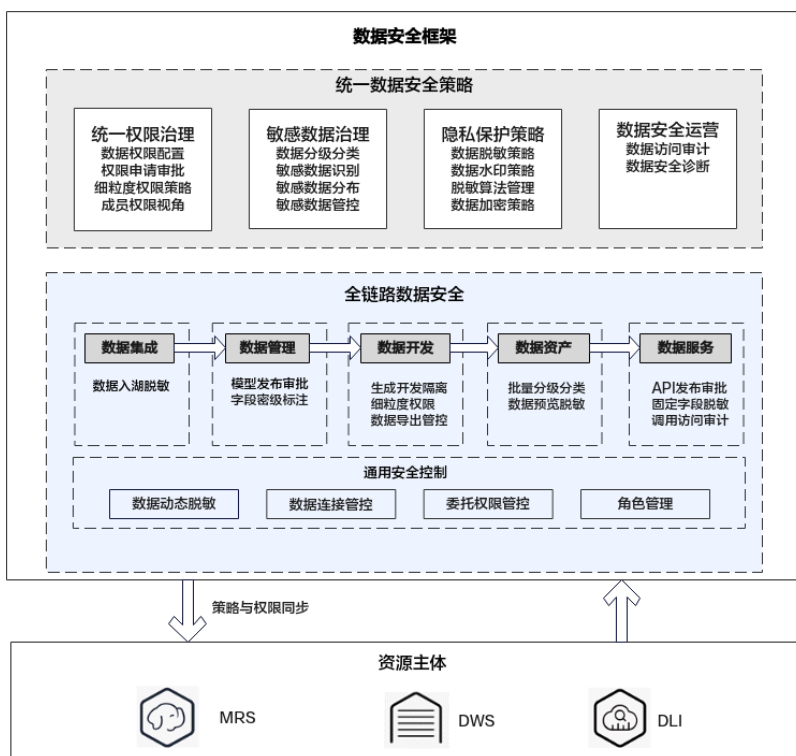 数据安全框架
统一数据安全策略
统一权限治理
数据权限配置
权限申请审批
细粒度权限策略
成员权限视角
敏感数据治理
数据分级分类
敏感数据识别
敏感数据分布
敏感数据管控
隐私保护策略
数据脱敏策略
数据水印策略
脱敏算法管理
数据加密策略
数据安全运营
数据访问审计
数据安全诊断
全链路数据安全
数据集成
数据入湖脱敏
数据管理
模型发布审批
字段密级标注
数据开发
生成开发隔离
细粒度权限
数据导出管控
数据资产
批量分级分类
数据预览脱敏
数据服务
API发布审批
固定字段脱敏
调用访问审计
通用安全控制
数据动态脱敏
数据连接管控
委托权限管控
角色管理
策略与权限同步
资源主体
MRS
DWS
DLI